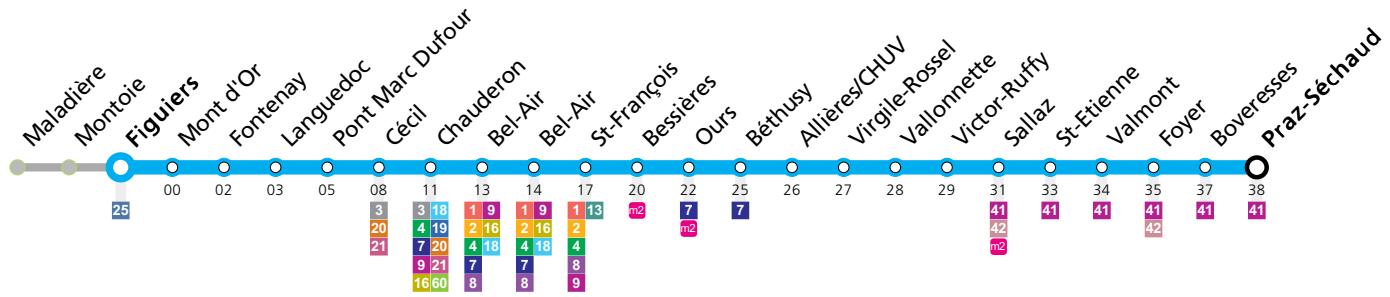 Maladière
Montoie
Figuiers
Mont d'Or
Fontenay
Languedoc
Pont Marc Dufour
Cécil
Chauderon
Bel-Air
Bel-Air
St-François
Bessières
Ours
Béthusy
Allières/CHUV
Virgile-Rossel
Vallonnette
Victor-Ruffy
Sallaz
St-Etienne
Valmont
Foyer
Boveresses
Praz-Séchaud
00 02 03 05 08 11 13 14 17 20 22 25 26 27 28 29 31 33 34 35 37 38
25 3 3 18 1 9 1 9 1 13 m2 7 7 41 41 41 41 41 41
20 4 19 2 16 2 16 2 m2 42 42
21 7 20 4 18 4 18 4 m2
9 21 7 7 8
16 60 8 8 9